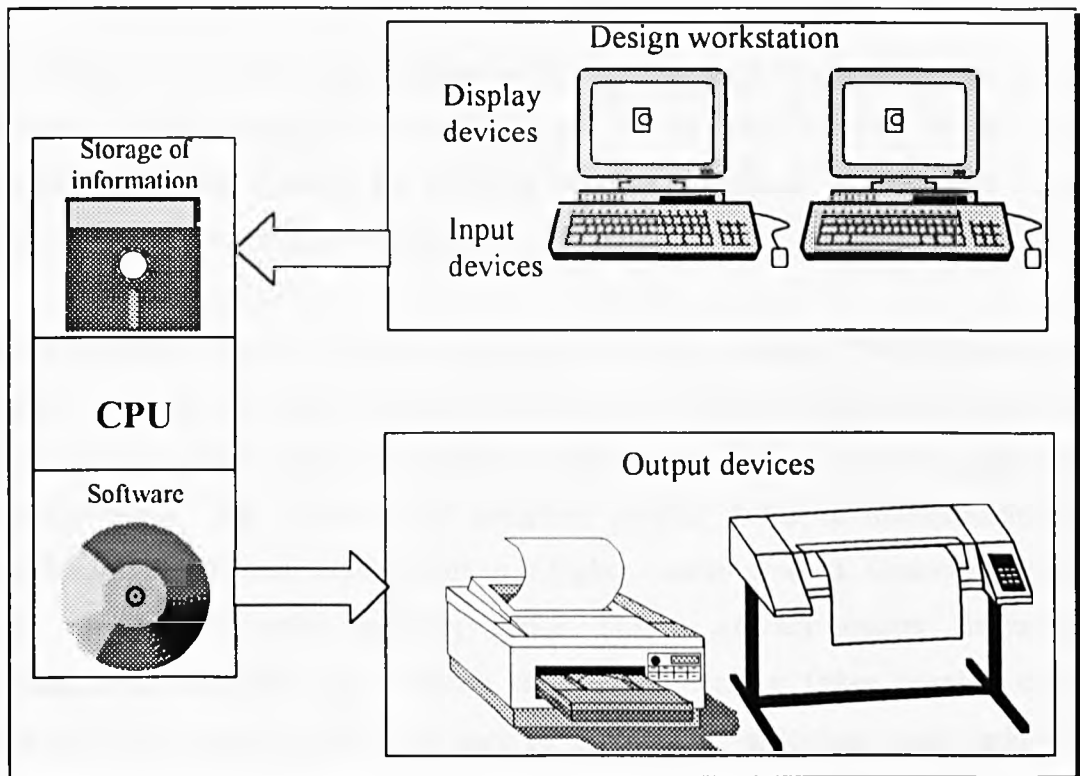 Design workstation
Display
devices
Input
devices
Storage of
information
CPU
Software
Output devices